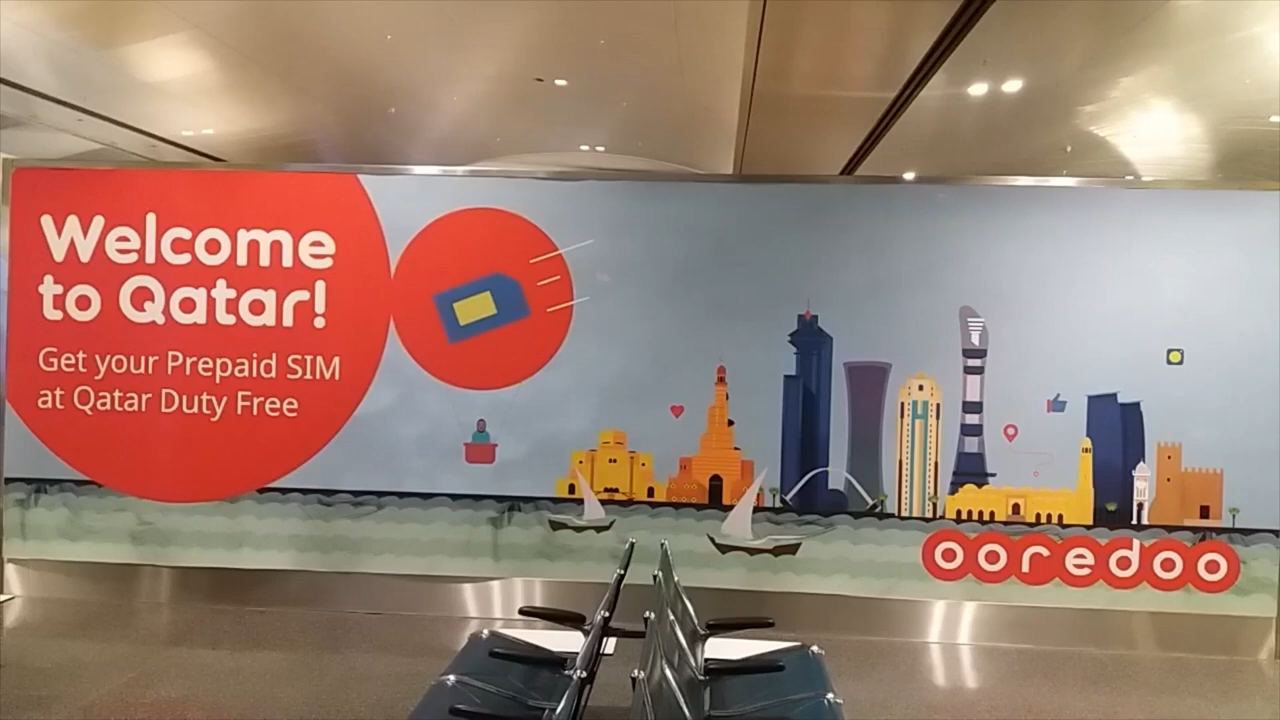 Welcome
to Qatar!
Get your Prepaid SIM
at Qatar Duty Free
ooredoo